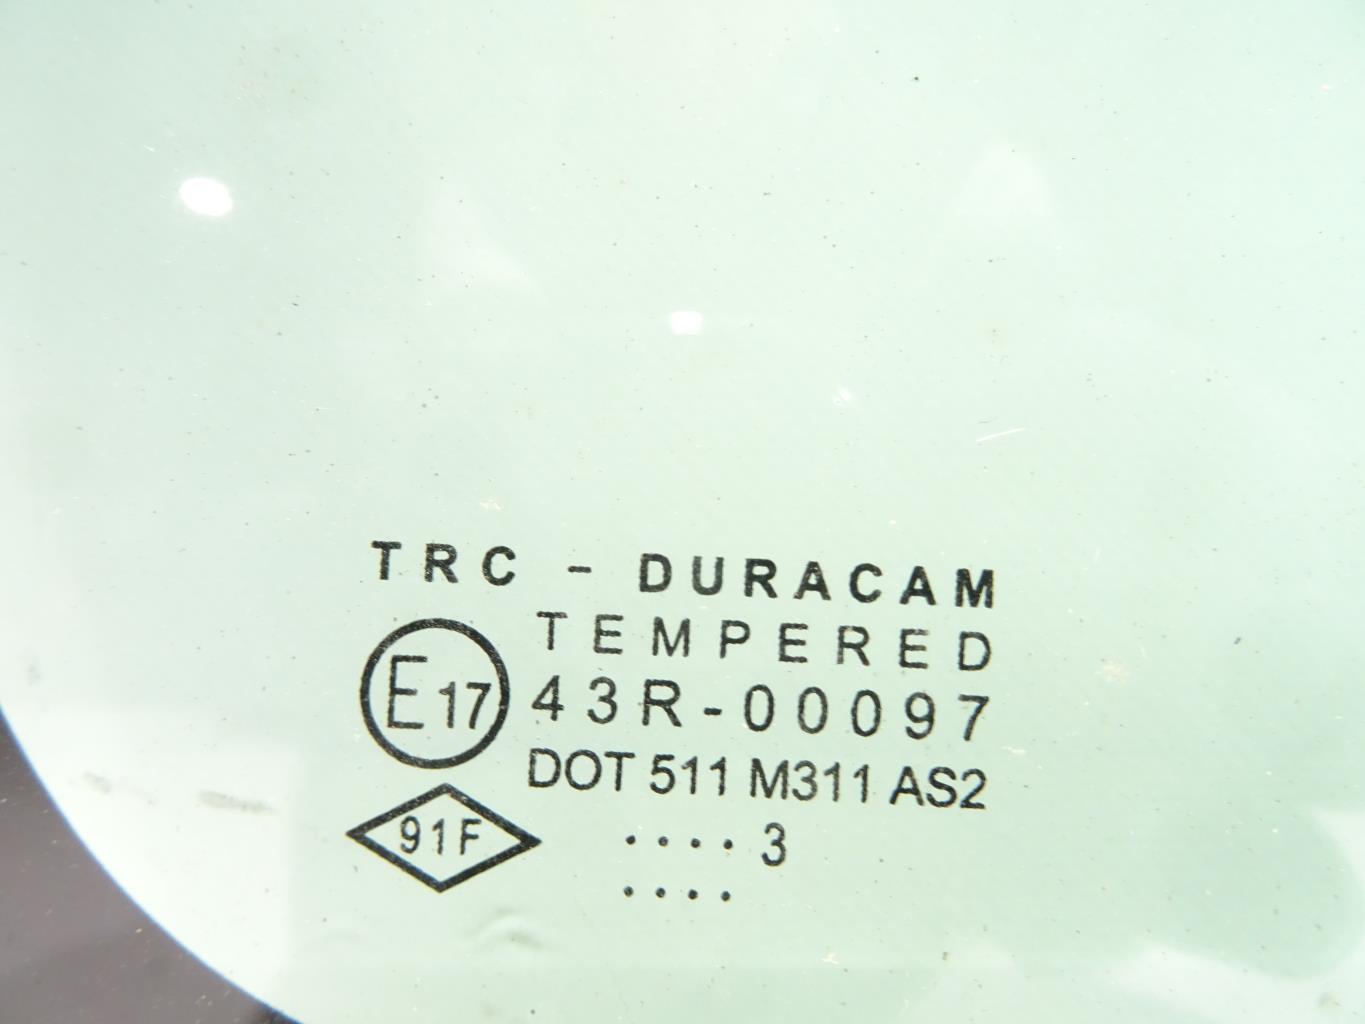 TRC - DURACAM
TEMPERED
E17 43R-00097
DOT 511 M311 AS2
91F
.... 3
....